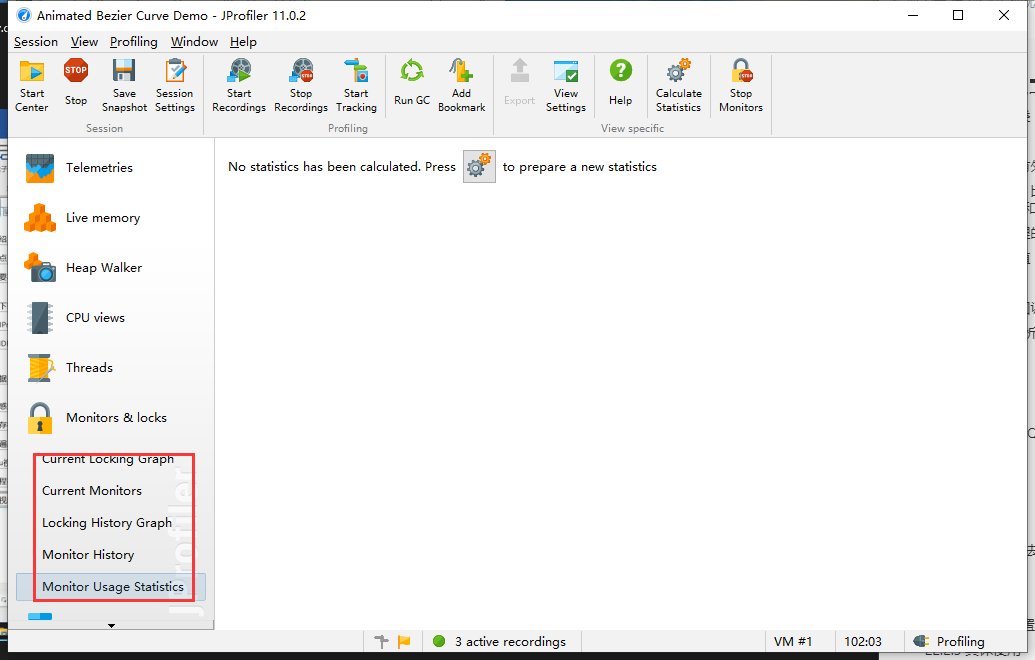 Animated Bezier Curve Demo - JProfiler 11.0.2
Session View Profiling Window Help
Start Center
Stop
Save Snapshot
Session Settings
Start Recordings
Stop Recordings
Start Tracking
Run GC
Add Bookmark
Export
View Settings
Help
Calculate Statistics
Stop Monitors
Session
Profiling
View specific
Telemetries
No statistics has been calculated. Press to prepare a new statistics
Live memory
Heap Walker
CPU views
Threads
Monitors & locks
Current Locking Graph
Current Monitors
Locking History Graph
Monitor History
Monitor Usage Statistics
JProfiler
3 active recordings
VM #1
102:03
Profiling